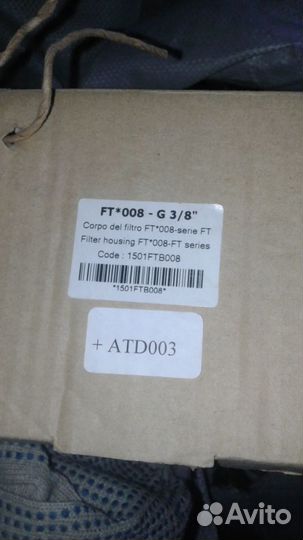 FT*008 - G 3/8"
Corpo del filtro FT*008-serie FT
Filter housing FT*008-FT series
Code : 1501FTB008
*1501FTB008*
+ ATD003
Avito